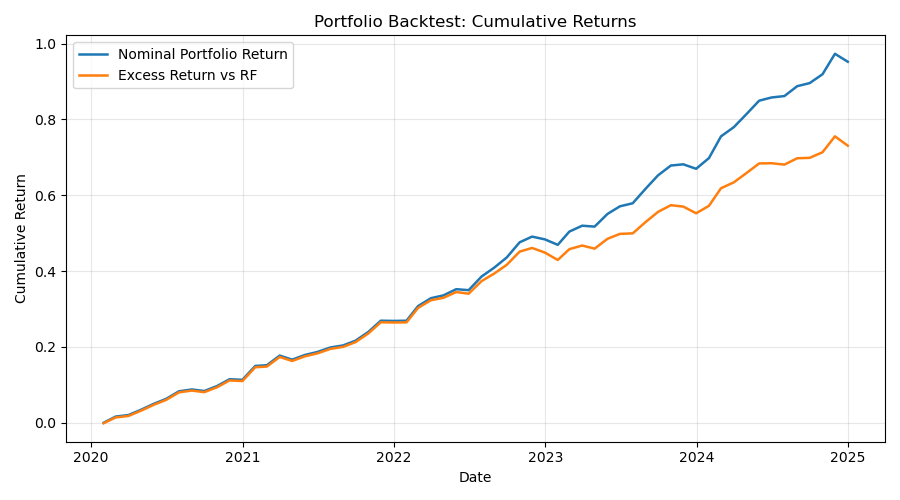 Portfolio Backtest: Cumulative Returns
Nominal Portfolio Return
Excess Return vs RF
Cumulative Return
1.0
0.8
0.6
0.4
0.2
0.0
2020 2021 2022 2023 2024 2025
Date